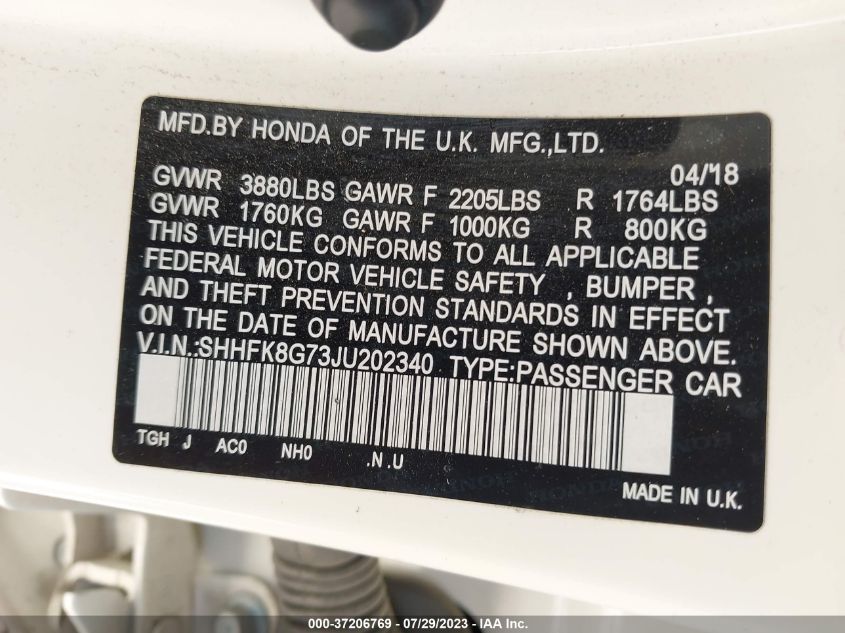 MFD.BY HONDA OF THE U.K. MFG.,LTD.
04/'18
GVWR 3880LBS GAWR F 2205LBS R 1764LBS
GVWR 1760KG GAWR F 1000KG R 800KG
THIS VEHICLE CONFORMS TO ALL APPLICABLE
FEDERAL MOTOR VEHICLE SAFETY , BUMPER ,
AND THEFT PREVENTION STANDARDS IN EFFECT
ON THE DATE OF MANUFACTURE SHOWN ABOVE.
V.I.N.:SHHFK8G73JU202340 TYPE:PASSENGER CAR
TGH J AC0 NH0 .N.U
MADE IN U.K.
000-37206769 / 07/29/2023 / IAA Inc.